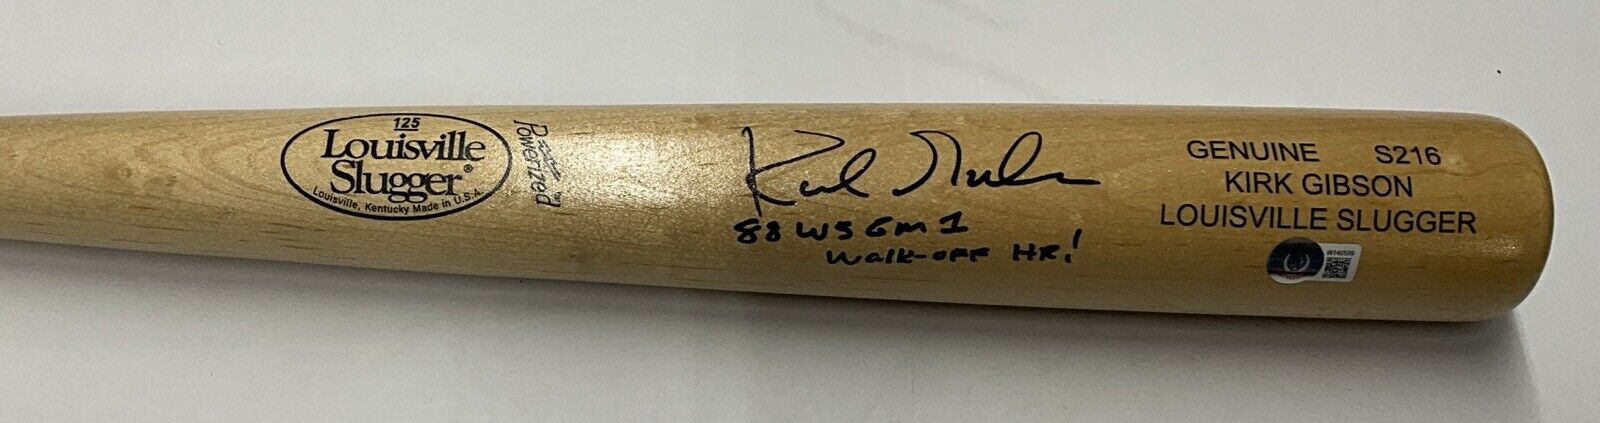 125
Louisville
Slugger®
Louisville, Kentucky Made in U.S.A.
Powerized
Kirk Gibson
88 WS Gm 1
Walk-off HR!
GENUINE S216
KIRK GIBSON
LOUISVILLE SLUGGER
W140599